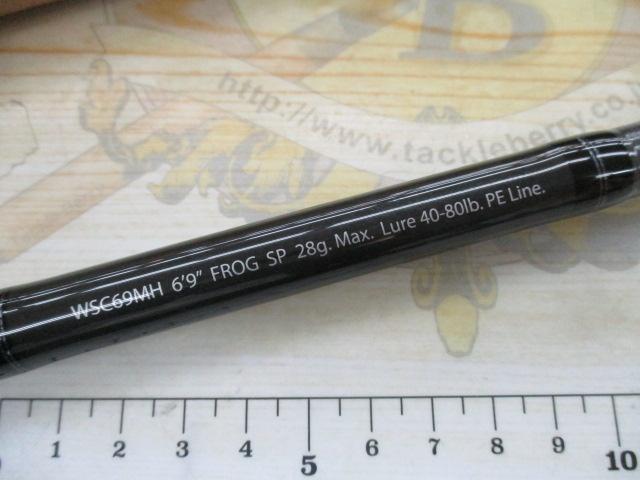 D
http://www.tackleberry.co.j
WSC69MH 6'9" FROG SP 28g. Max. Lure 40-80lb. PE Line.
1 2 3 4 5 6 7 8 9 10